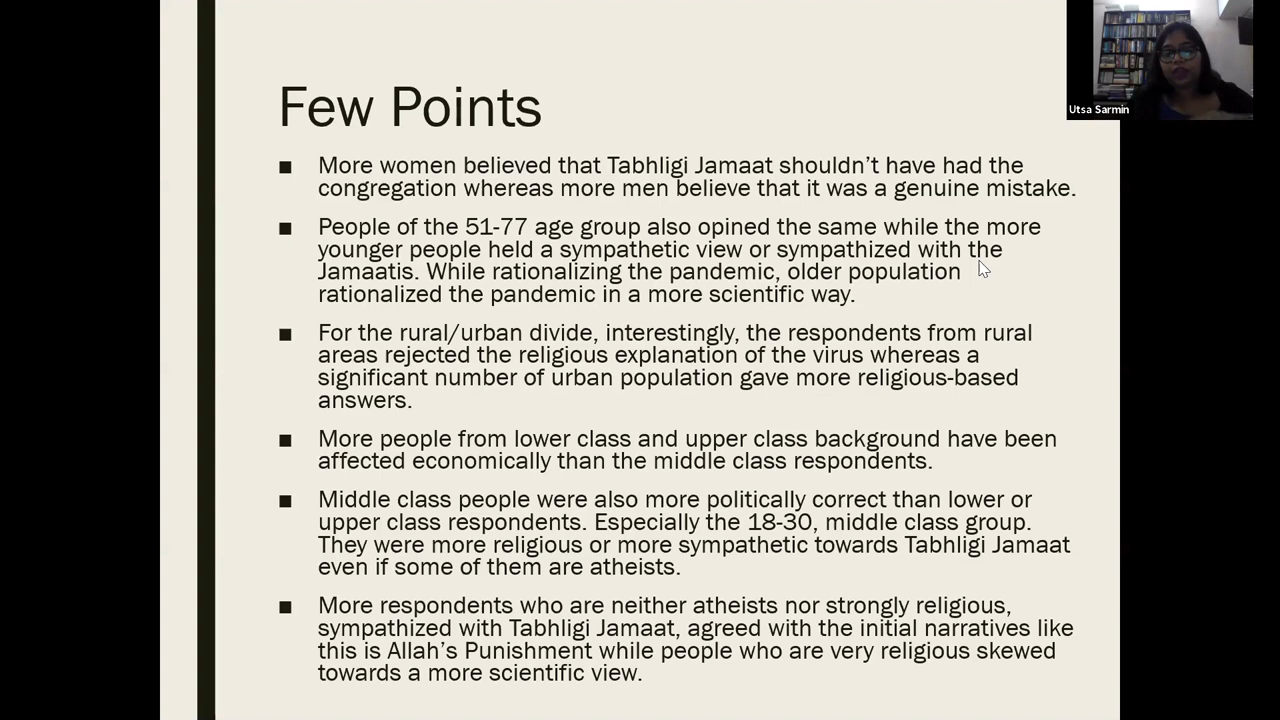 Few Points
■ More women believed that Tabhligi Jamaat shouldn't have had the
congregation whereas more men believe that it was a genuine mistake.
■ People of the 51-77 age group also opined the same while the more
younger people held a sympathetic view or sympathized with the
Jamaatis. While rationalizing the pandemic, older population
rationalized the pandemic in a more scientific way.
■ For the rural/urban divide, interestingly, the respondents from rural
areas rejected the religious explanation of the virus whereas a
significant number of urban population gave more religious-based
answers.
■ More people from lower class and upper class background have been
affected economically than the middle class respondents.
■ Middle class people were also more politically correct than lower or
upper class respondents. Especially the 18-30, middle class group.
They were more religious or more sympathetic towards Tabhligi Jamaat
even if some of them are atheists.
■ More respondents who are neither atheists nor strongly religious,
sympathized with Tabhligi Jamaat, agreed with the initial narratives like
this is Allah's Punishment while people who are very religious skewed
towards a more scientific view.
Utsa Sarmin